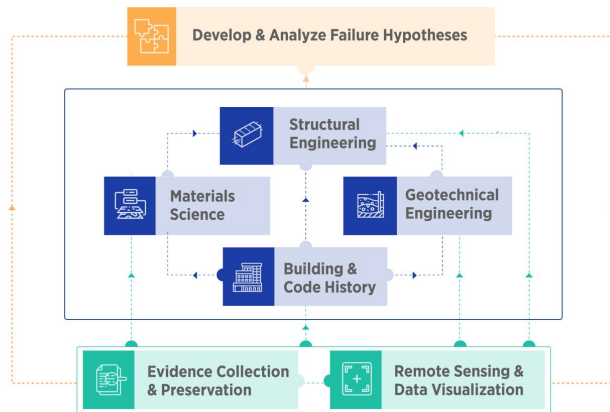 Develop & Analyze Failure Hypotheses
Structural
Engineering
Materials
Science
Geotechnical
Engineering
Building &
Code History
Evidence Collection
& Preservation
Remote Sensing &
Data Visualization